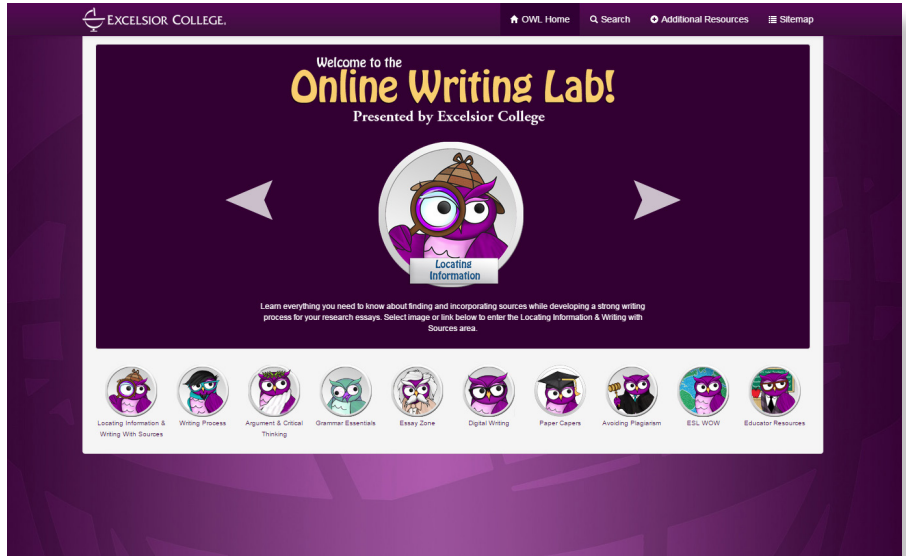 EXCELSIOR COLLEGE®
OWL Home
Search
Additional Resources
Sitemap
Welcome to the
Online Writing Lab!
Presented by Excelsior College
Locating
Information
Learn everything you need to know about finding and incorporating sources while developing a strong writing
process for your research essays. Select image or link below to enter the Locating Information & Writing with
Sources area.
Locating Information &
Writing With Sources
Writing Process
Argument & Critical
Thinking
Grammar Essentials
Essay Zone
Digital Writing
Paper Capers
Avoiding Plagiarism
ESL WOW
Educator Resources